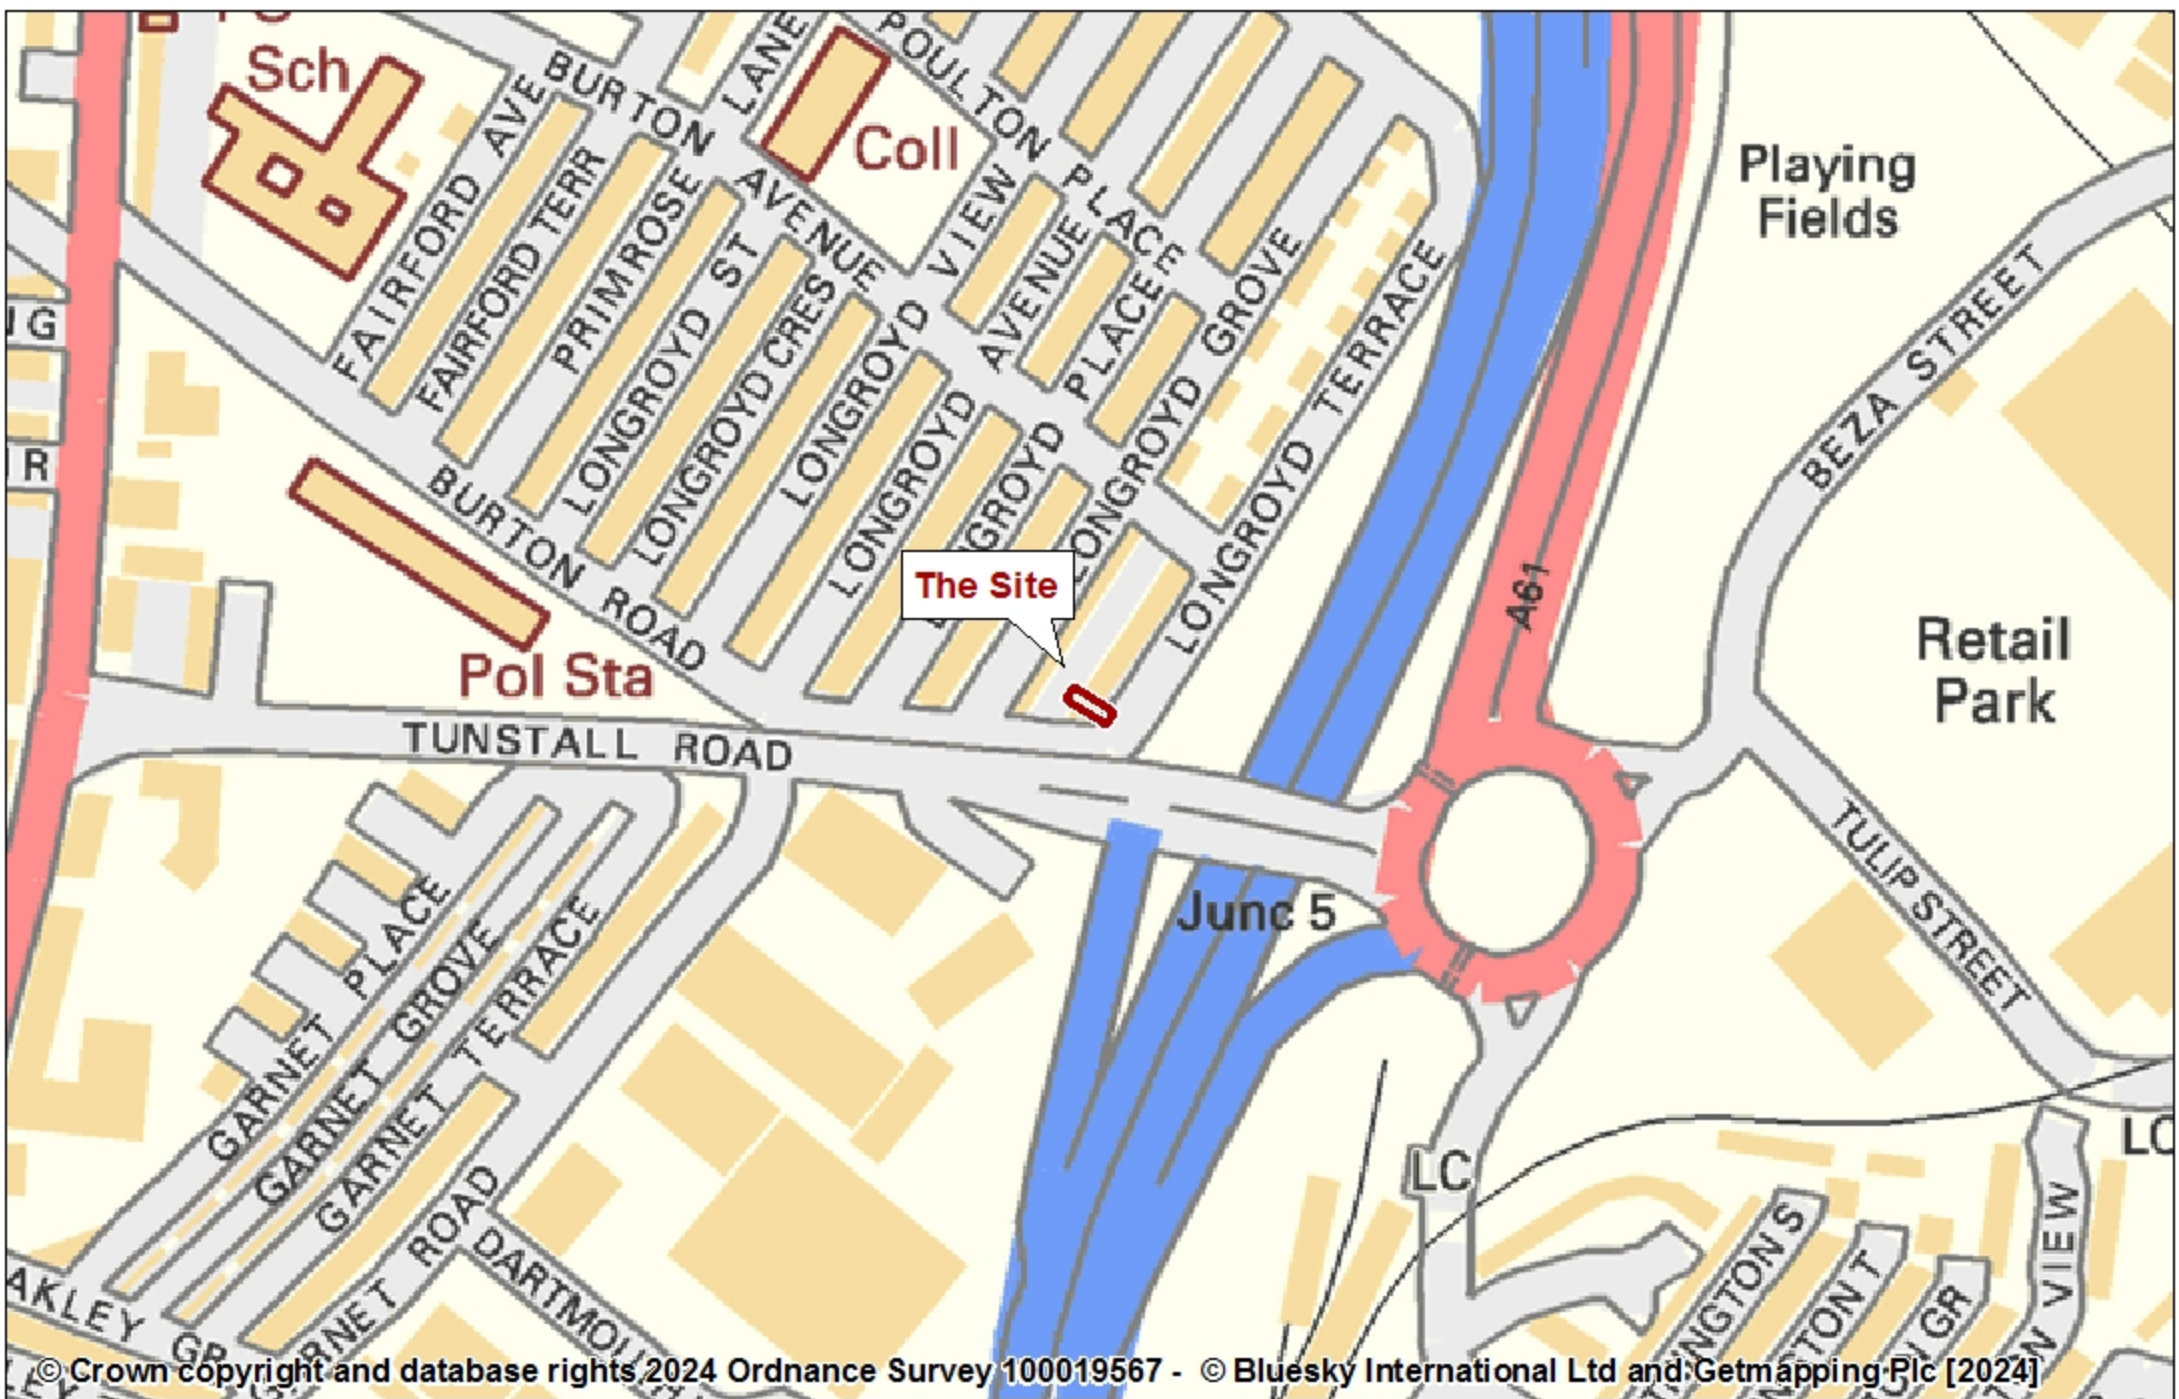 Sch
BURTON AVENUE
LANE
POULTON PLACE
Coll
FAIRFORD AVE
FAIRFORD TERR
PRIMROSE
LONGROYD ST
LONGROYD CRES
LONGROYD VIEW
LONGROYD AVENUE
LONGROYD PLACE
LONGROYD GROVE
LONGROYD TERRACE
Playing
Fields
BEZA STREET
A61
Retail
Park
BURTON ROAD
The Site
Pol Sta
TUNSTALL ROAD
TULIP STREET
Junc 5
GARNET PLACE
GARNET GROVE
GARNET TERRACE
GARNET ROAD
LC
LC
VIEW
© Crown copyright and database rights 2024 Ordnance Survey 100019567 - © Bluesky International Ltd and Getmapping Plc [2024]